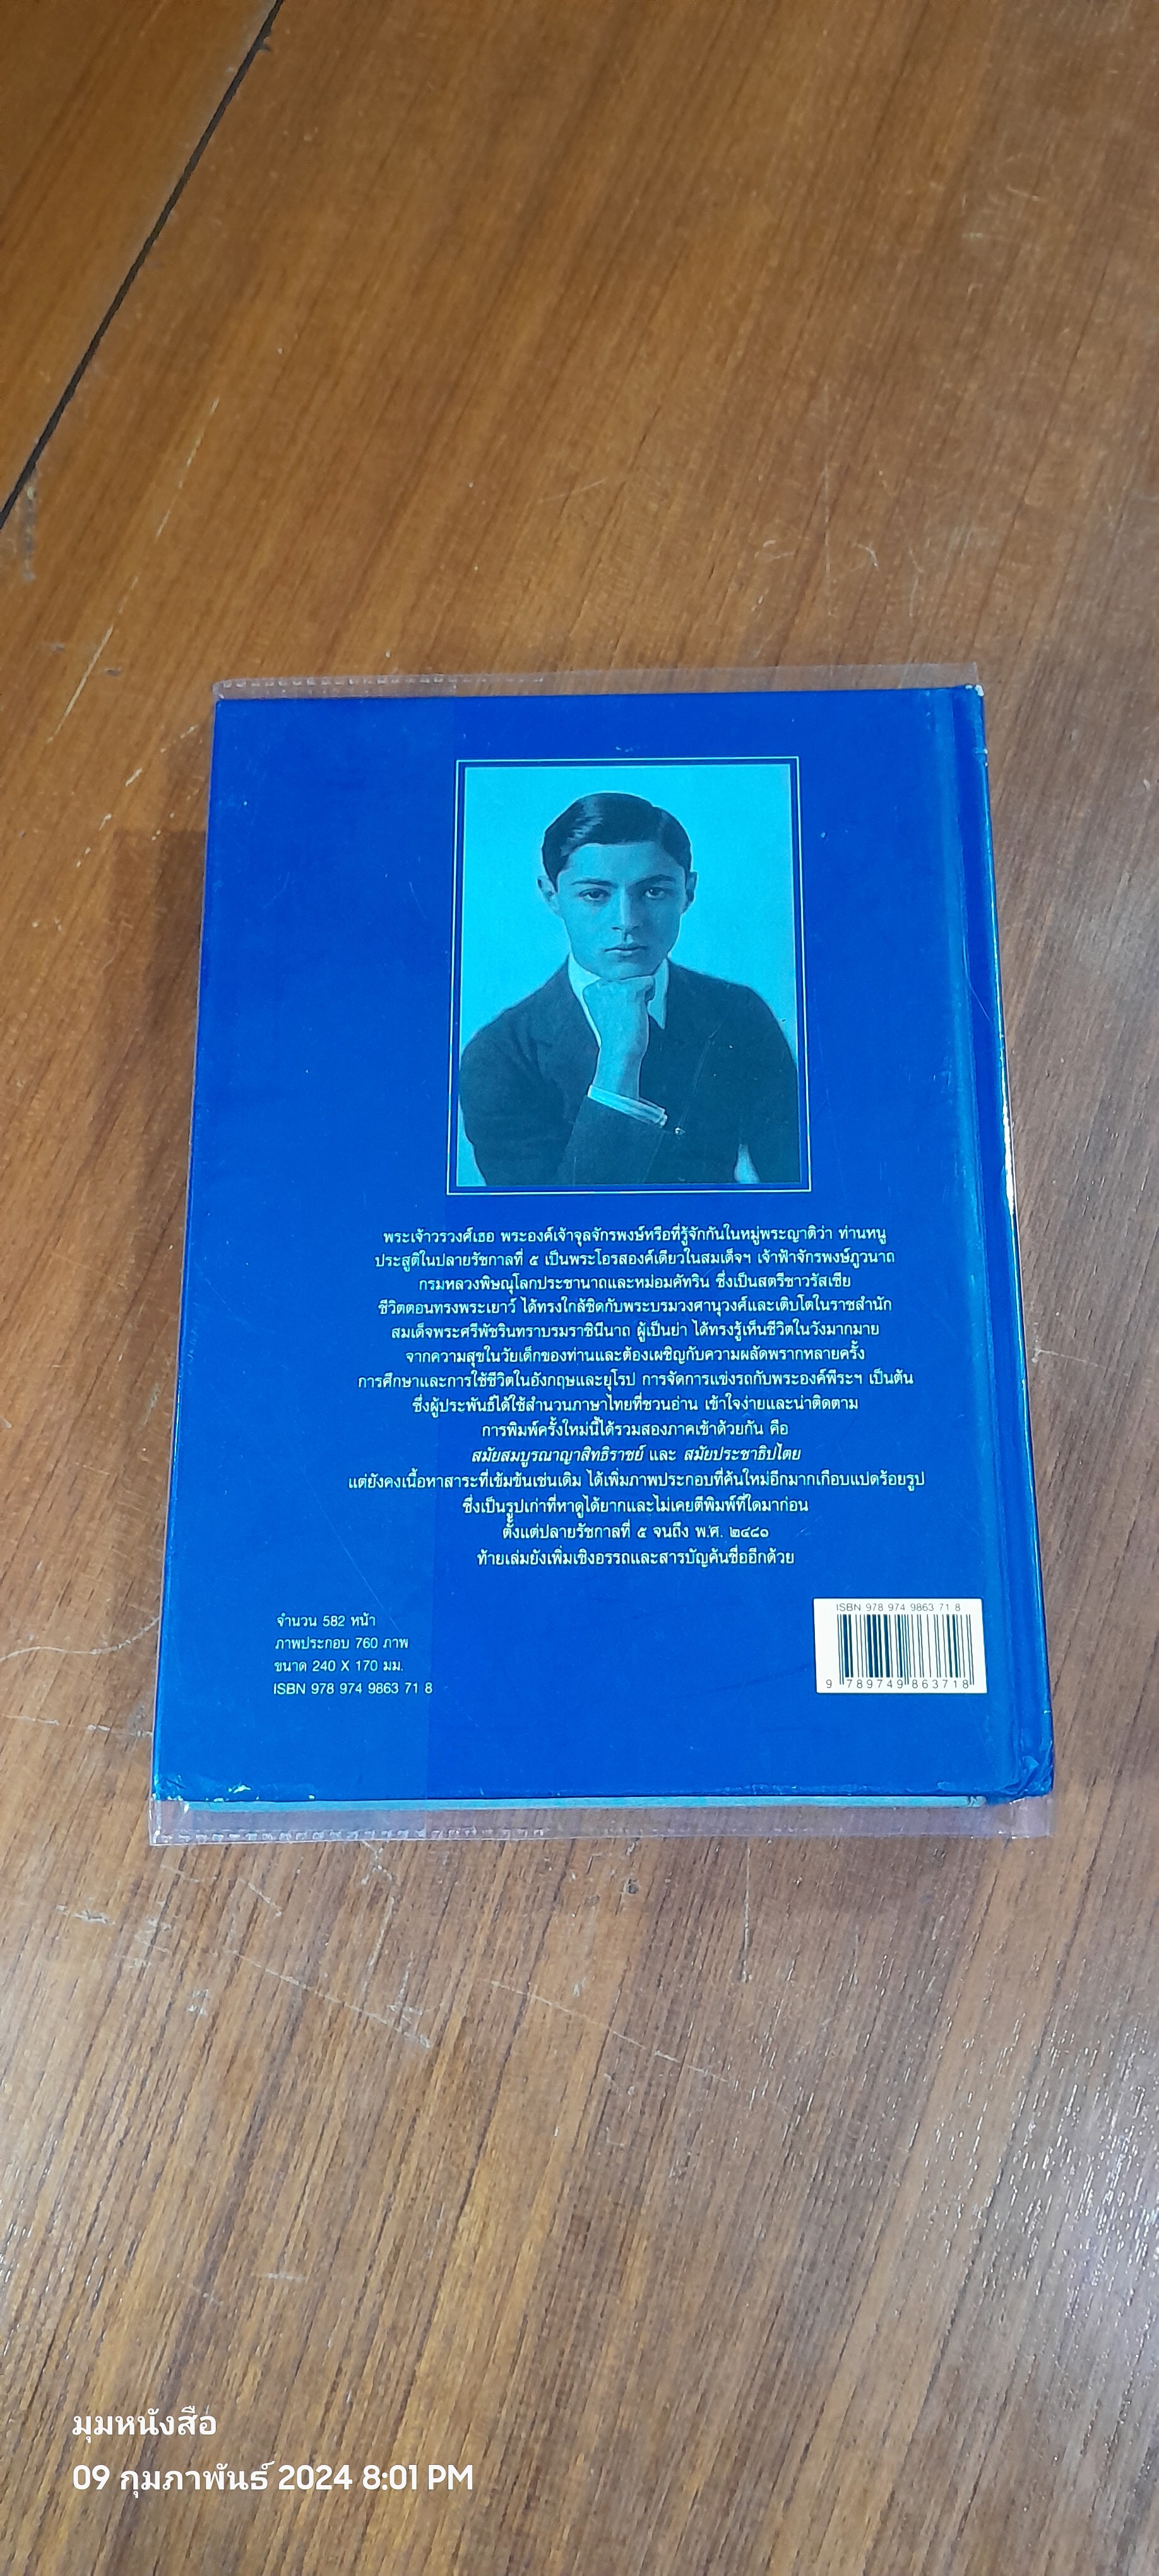 พระเจ้าวรวงศ์เธอ พระองค์เจ้าจุลจักรพงษ์หรือที่รู้จักกันในหมู่พระญาติว่า ท่านหนู
ประสูติในปลายรัชกาลที่ ๕ เป็นพระโอรสองค์เดียวในสมเด็จฯ เจ้าฟ้าจักรพงษ์ภูวนาถ
กรมหลวงพิษณุโลกประชานาถและหม่อมคัทริน ซึ่งเป็นสตรีชาวรัสเซีย
ชีวิตตอนทรงพระเยาว์ ได้ทรงใกล้ชิดกับพระบรมวงศานุวงศ์และเติบโตในราชสำนัก
สมเด็จพระศรีพัชรินทราบรมราชินีนาถ ผู้เป็นย่า ได้ทรงรู้เห็นชีวิตในวังมากมาย
จากความสุขในวัยเด็กของท่านและต้องเผชิญกับความผลัดพรากหลายครั้ง
การศึกษาและการใช้ชีวิตในอังกฤษและยุโรป การจัดการแข่งรถกับพระองค์พีระฯ เป็นต้น
ซึ่งผู้ประพันธ์ได้ใช้สำนวนภาษาไทยที่ชวนอ่าน เข้าใจง่ายและน่าติดตาม
การพิมพ์ครั้งใหม่นี้ได้รวมสองภาคเข้าด้วยกัน คือ
สมัยสมบูรณาญาสิทธิราชย์ และ สมัยประชาธิปไตย
แต่ยังคงเนื้อหาสาระที่เข้มข้นเช่นเดิม ได้เพิ่มภาพประกอบที่ค้นใหม่อีกมากเกือบแปดร้อยรูป
ซึ่งเป็นรูปเก่าที่หาดูได้ยากและไม่เคยตีพิมพ์ที่ใดมาก่อน
ตั้งแต่ปลายรัชกาลที่ ๕ จนถึง พ.ศ. ๒๔๘๑
ท้ายเล่มยังเพิ่มเชิงอรรถและสารบัญค้นชื่ออีกด้วย
จำนวน 582 หน้า
ภาพประกอบ 760 ภาพ
ขนาด 240 X 170 มม.
ISBN 978 974 9863 71 8
ISBN 978 974 9863 71 8
9 789749 863718
มุมหนังสือ
09 กุมภาพันธ์ 2024 8:01 PM